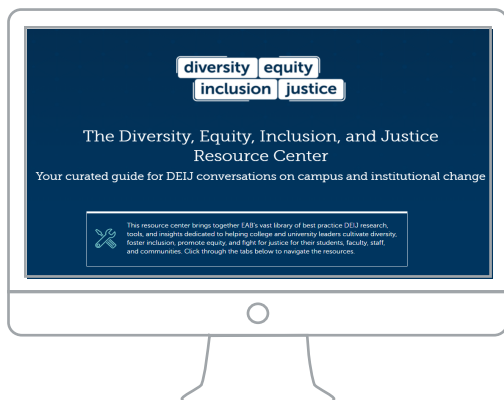 diversity equity
inclusion justice
The Diversity, Equity, Inclusion, and Justice
Resource Center
Your curated guide for DEIJ conversations on campus and institutional change
This resource center brings together EAB's vast library of best practice DEIJ research,
tools, and insights dedicated to helping college and university leaders cultivate diversity,
foster inclusion, promote equity, and fight for justice for their students, faculty, staff,
and communities. Click through the tabs below to navigate the resources.